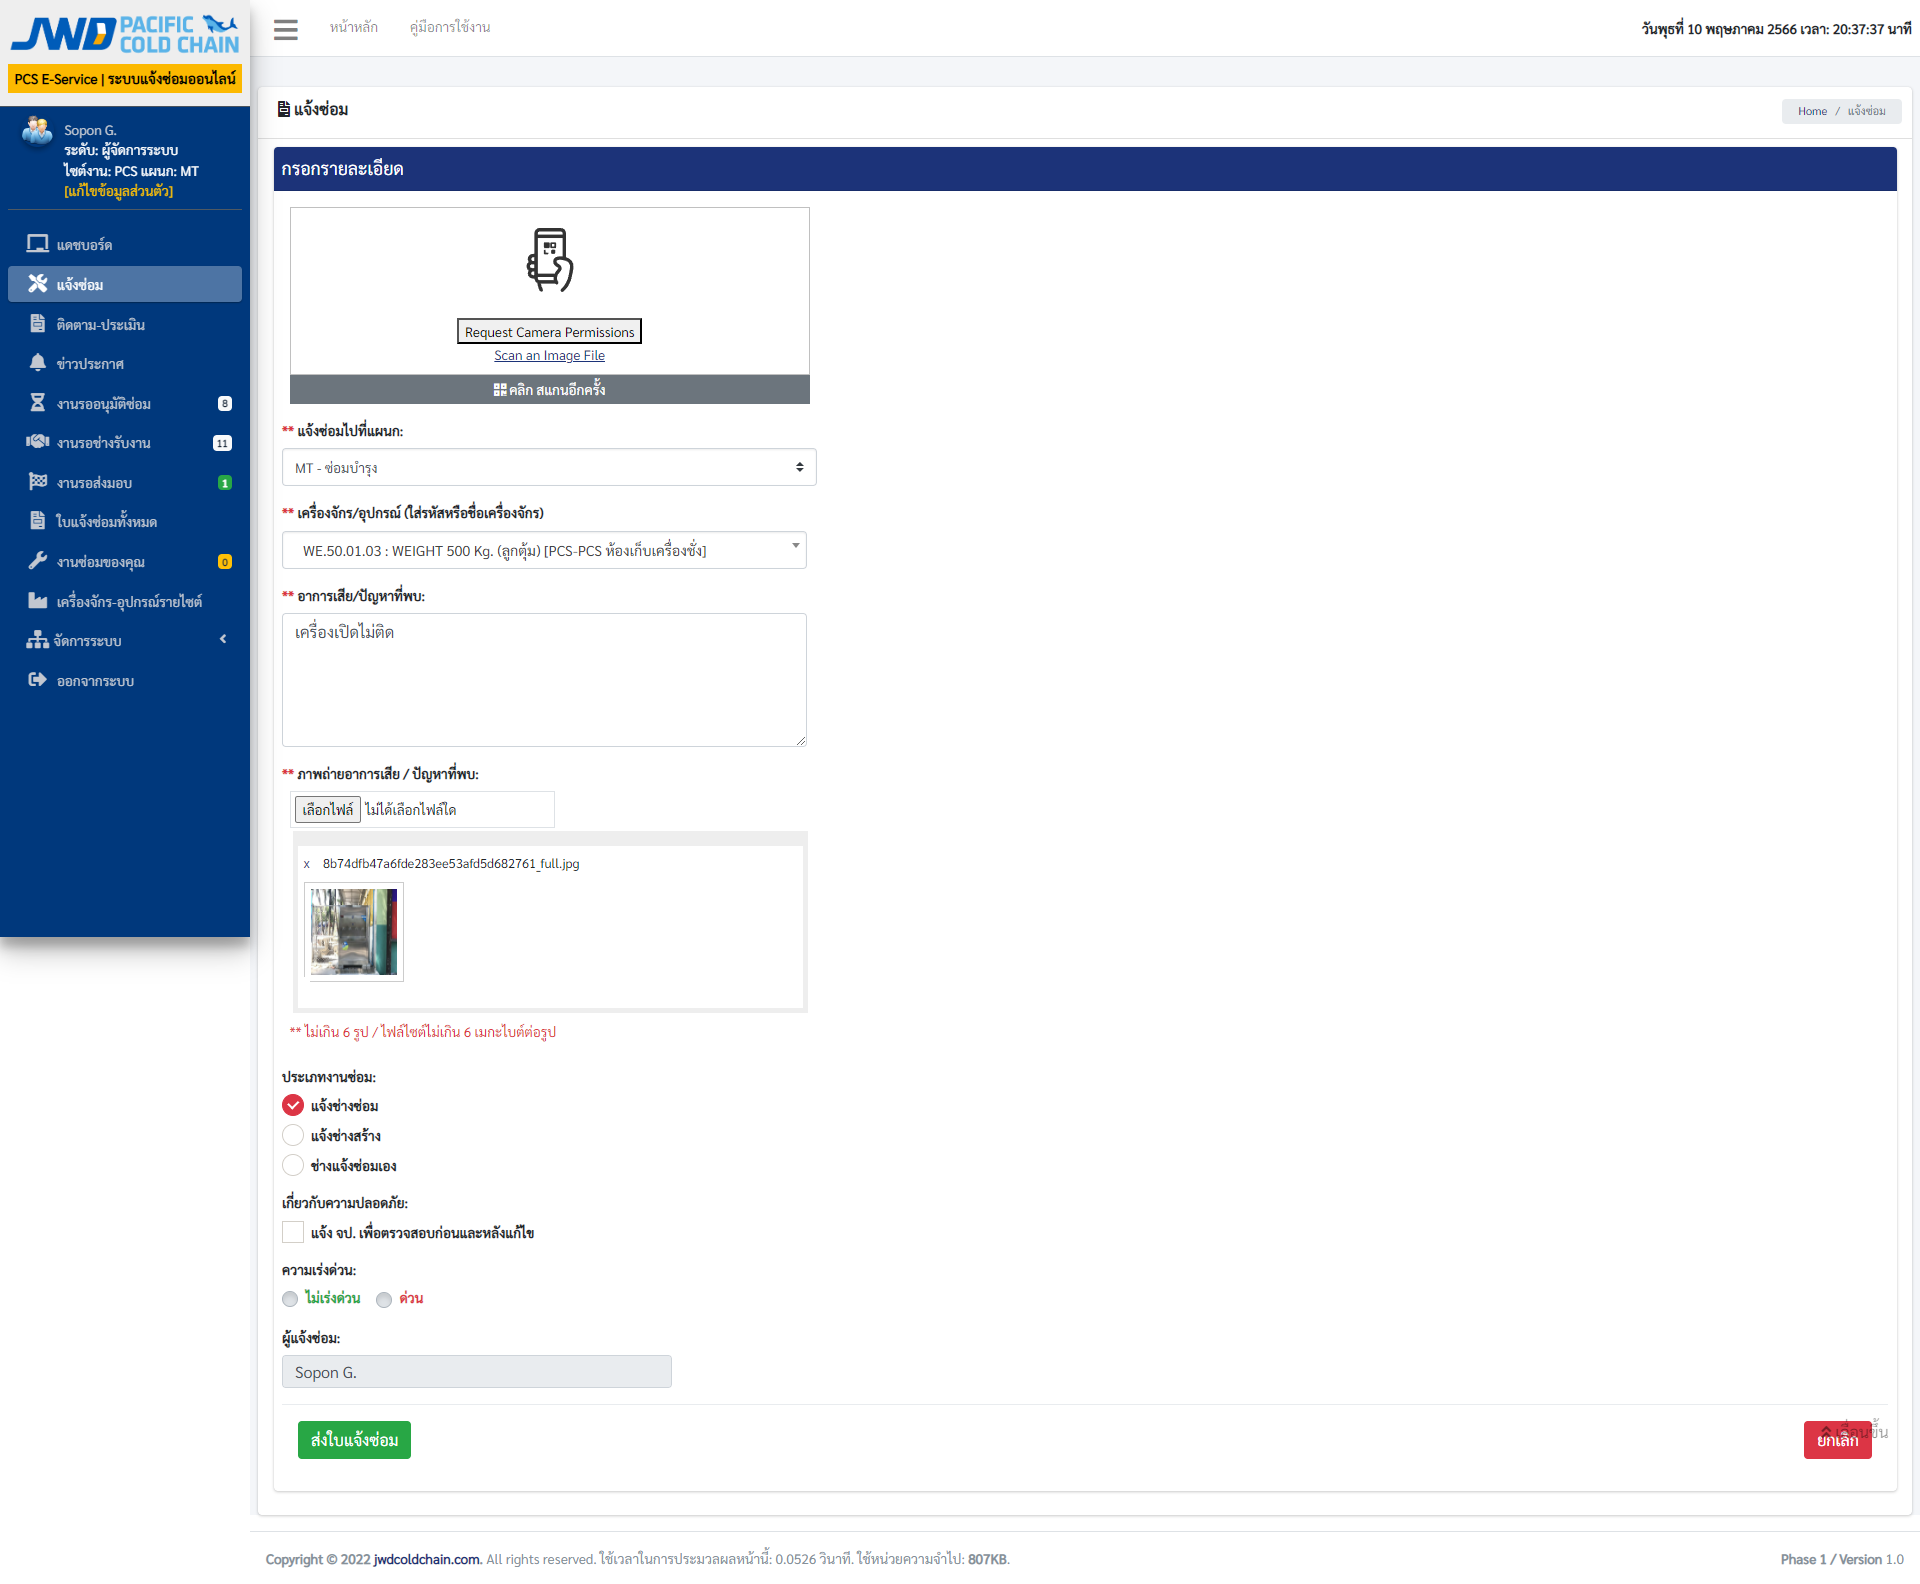 JWD PACIFIC COLD CHAIN
PCS E-Service | ระบบแจ้งซ่อมออนไลน์
Sopon G.
ระดับ: ผู้จัดการระบบ
ไซต์งาน: PCS แผนก: MT
[แก้ไขข้อมูลส่วนตัว]
แดชบอร์ด
แจ้งซ่อม
ติดตาม-ประเมิน
ข่าวประกาศ
งานรออนุมัติซ่อม 8
งานรอช่างรับงาน 11
งานรอส่งมอบ 1
ใบแจ้งซ่อมทั้งหมด
งานซ่อมของคุณ 0
เครื่องจักร-อุปกรณ์รายไซต์
จัดการระบบ
ออกจากระบบ
หน้าหลัก คู่มือการใช้งาน
วันพุธที่ 10 พฤษภาคม 2566 เวลา: 20:37:37 นาที
แจ้งซ่อม
Home / แจ้งซ่อม
กรอกรายละเอียด
Request Camera Permissions
Scan an Image File
คลิก สแกนอีกครั้ง
** แจ้งซ่อมไปที่แผนก:
MT - ซ่อมบำรุง
** เครื่องจักร/อุปกรณ์ (ใส่รหัสหรือชื่อเครื่องจักร)
WE.50.01.03 : WEIGHT 500 Kg. (ลูกตุ้ม) [PCS-PCS ห้องเก็บเครื่องชั่ง]
** อาการเสีย/ปัญหาที่พบ:
เครื่องเปิดไม่ติด
** ภาพถ่ายอาการเสีย / ปัญหาที่พบ:
เลือกไฟล์ ไม่ได้เลือกไฟล์ใด
x 8b74dfb47a6fde283ee53afd5d682761_full.jpg
** ไม่เกิน 6 รูป / ไฟล์ไซต์ไม่เกิน 6 เมกะไบต์ต่อรูป
ประเภทงานซ่อม:
แจ้งช่างซ่อม
แจ้งช่างสร้าง
ช่างแจ้งซ่อมเอง
เกี่ยวกับความปลอดภัย:
แจ้ง จป. เพื่อตรวจสอบก่อนและหลังแก้ไข
ความเร่งด่วน:
ไม่เร่งด่วน ด่วน
ผู้แจ้งซ่อม:
Sopon G.
ส่งใบแจ้งซ่อม
ยกเลิก
Copyright © 2022 jwdcoldchain.com. All rights reserved. ใช้เวลาในการประมวลผลหน้านี้: 0.0526 วินาที. ใช้หน่วยความจำไป: 807KB.
Phase 1 / Version 1.0